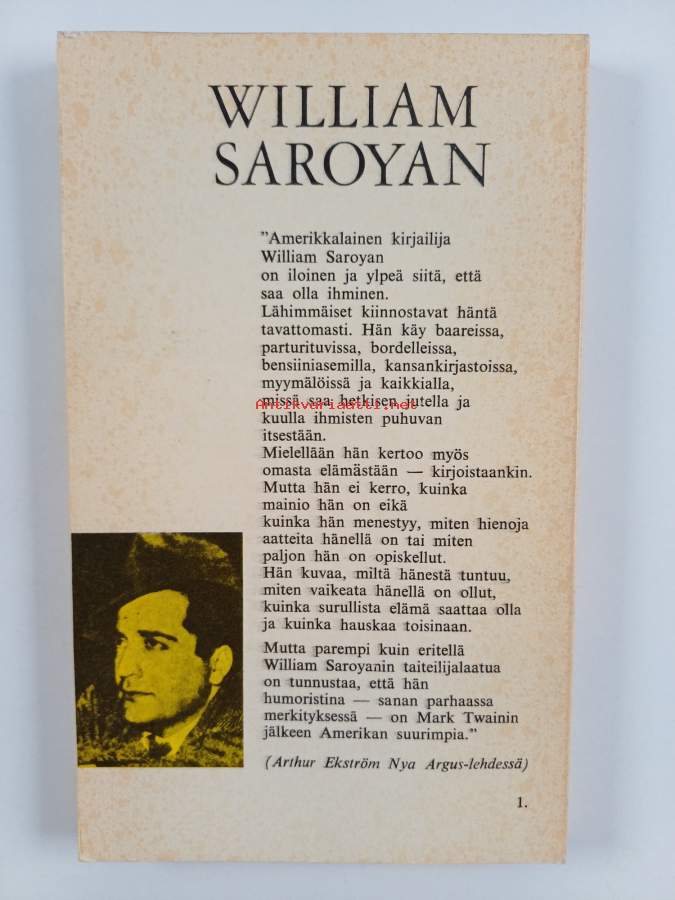 WILLIAM
SAROYAN
”Amerikkalainen kirjailija
William Saroyan
on iloinen ja ylpeä siitä, että
saa olla ihminen.
Lähimmäiset kiinnostavat häntä
tavattomasti. Hän käy baareissa,
parturituvissa, bordelleissa,
bensiiniasemilla, kansankirjastoissa,
myymälöissä ja kaikkialla,
missä saa hetkisen jutella ja
Antikvariaatti.net
kuulla ihmisten puhuvan
itsestään.
Mielellään hän kertoo myös
omasta elämästään — kirjoistaankin.
Mutta hän ei kerro, kuinka
mainio hän on eikä
kuinka hän menestyy, miten hienoja
aatteita hänellä on tai miten
paljon hän on opiskellut.
Hän kuvaa, miltä hänestä tuntuu,
miten vaikeata hänellä on ollut,
kuinka surullista elämä saattaa olla
ja kuinka hauskaa toisinaan.
Mutta parempi kuin eritellä
William Saroyanin taiteilijalaatua
on tunnustaa, että hän
humoristina — sanan parhaassa
merkityksessä — on Mark Twainin
jälkeen Amerikan suurimpia.”
(Arthur Ekström Nya Argus-lehdessä)
1.